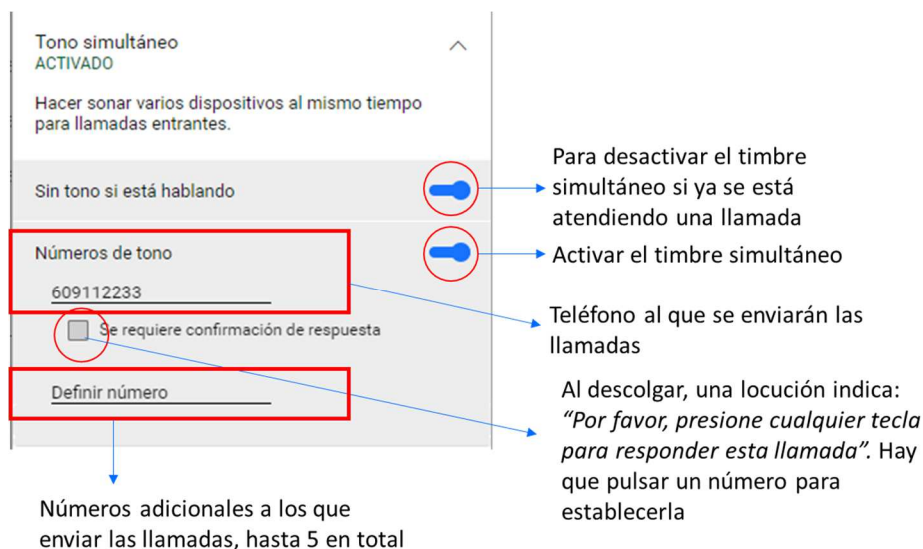 Tono simultáneo
ACTIVADO
Hacer sonar varios dispositivos al mismo tiempo
para llamadas entrantes.
Sin tono si está hablando
Para desactivar el timbre
simultáneo si ya se está
atendiendo una llamada
Números de tono
Activar el timbre simultáneo
609112233
Se requiere confirmación de respuesta
Teléfono al que se enviarán las
llamadas
Definir número
Al descolgar, una locución indica:
“Por favor, presione cualquier tecla
para responder esta llamada”. Hay
que pulsar un número para
establecerla
Números adicionales a los que
enviar las llamadas, hasta 5 en total